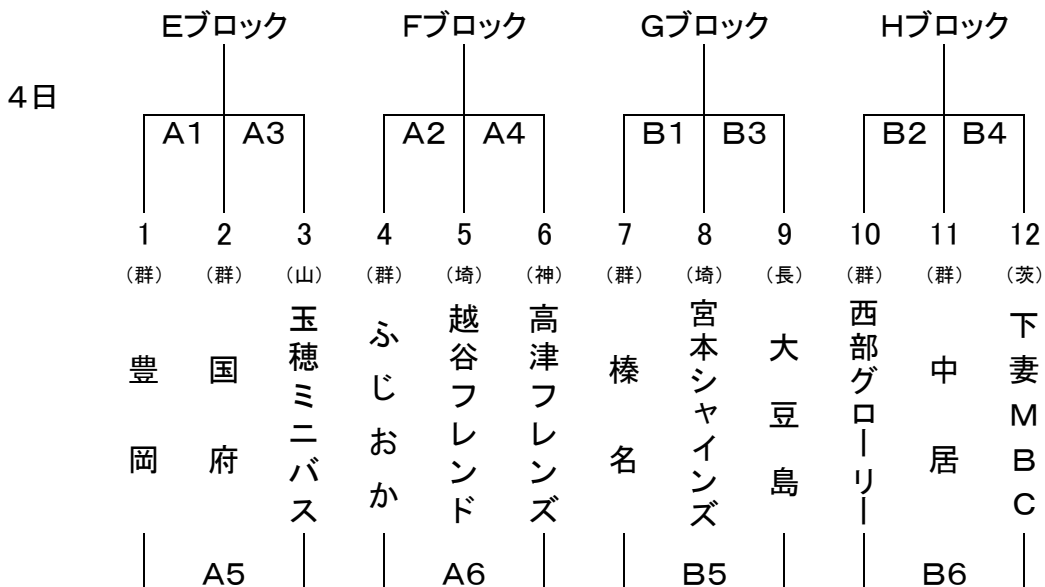 Eブロック Fブロック Gブロック Hブロック
4日
A1 A3 A2 A4 B1 B3 B2 B4
1 2 3 4 5 6 7 8 9 10 11 12
（群） （群） （山） （群） （埼） （神） （群） （埼） （長） （群） （群） （茨）
豊岡
国府
玉穂ミニバス
ふじおか
越谷フレンド
高津フレンズ
榛名
宮本シャインズ
大豆島
西部グローリー
中居
下妻MBC
A5 A6 B5 B6